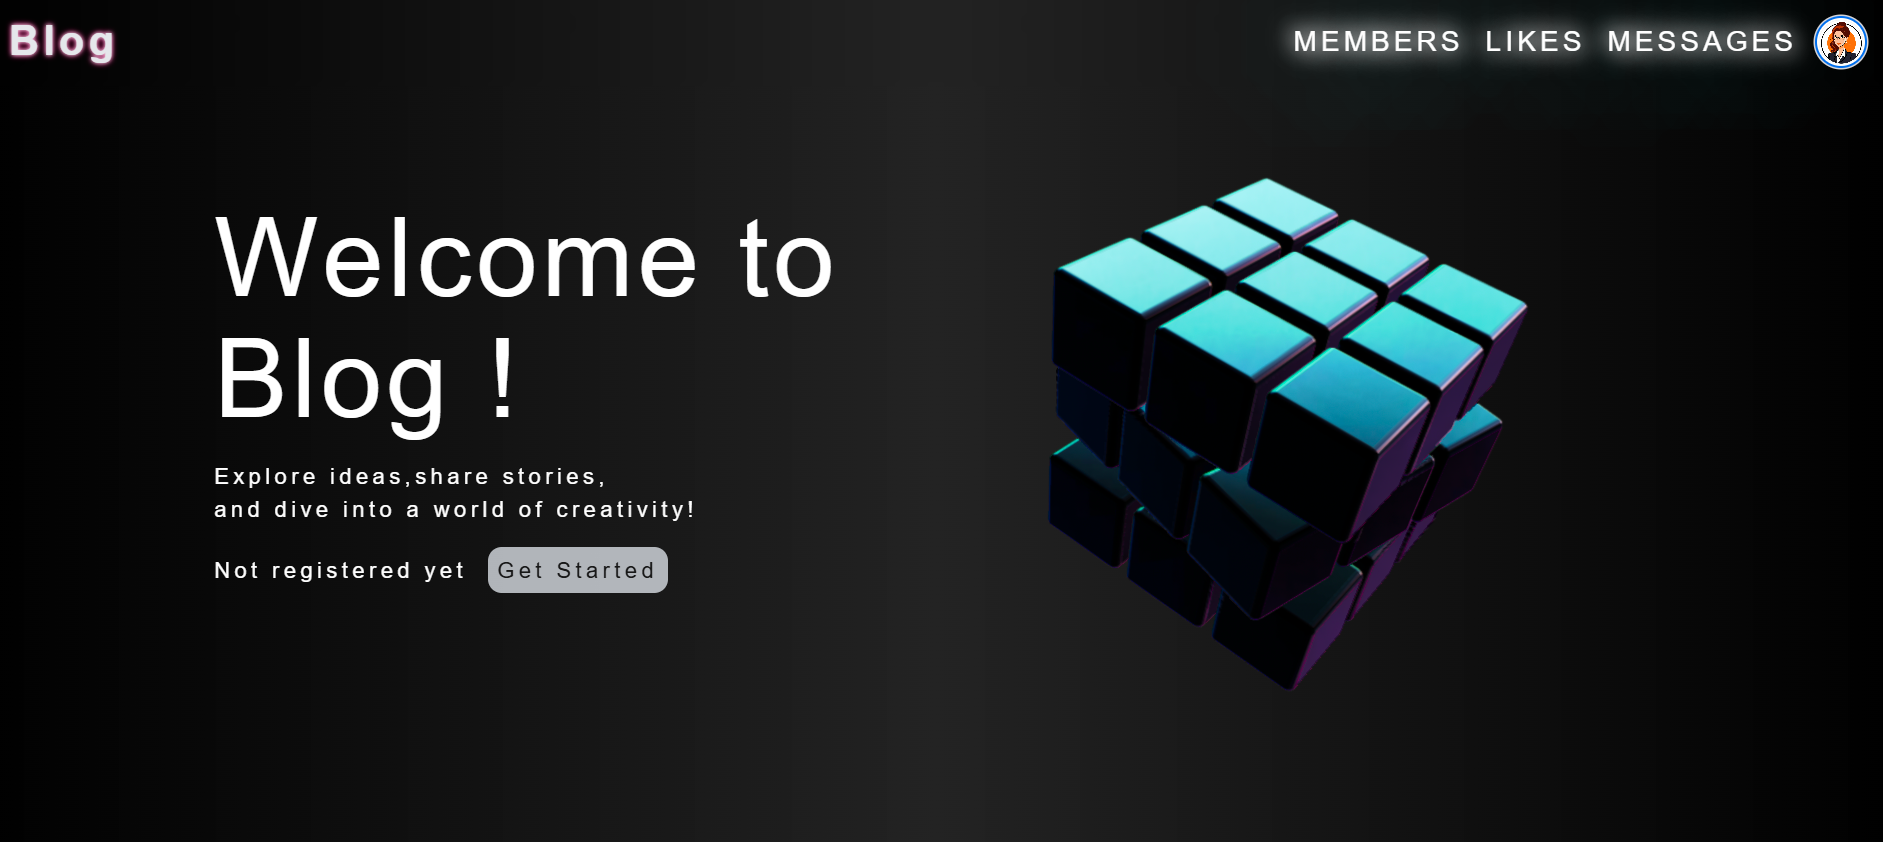 Blog
MEMBERS LIKES MESSAGES
Welcome to
Blog !
Explore ideas,share stories,
and dive into a world of creativity!
Not registered yet Get Started